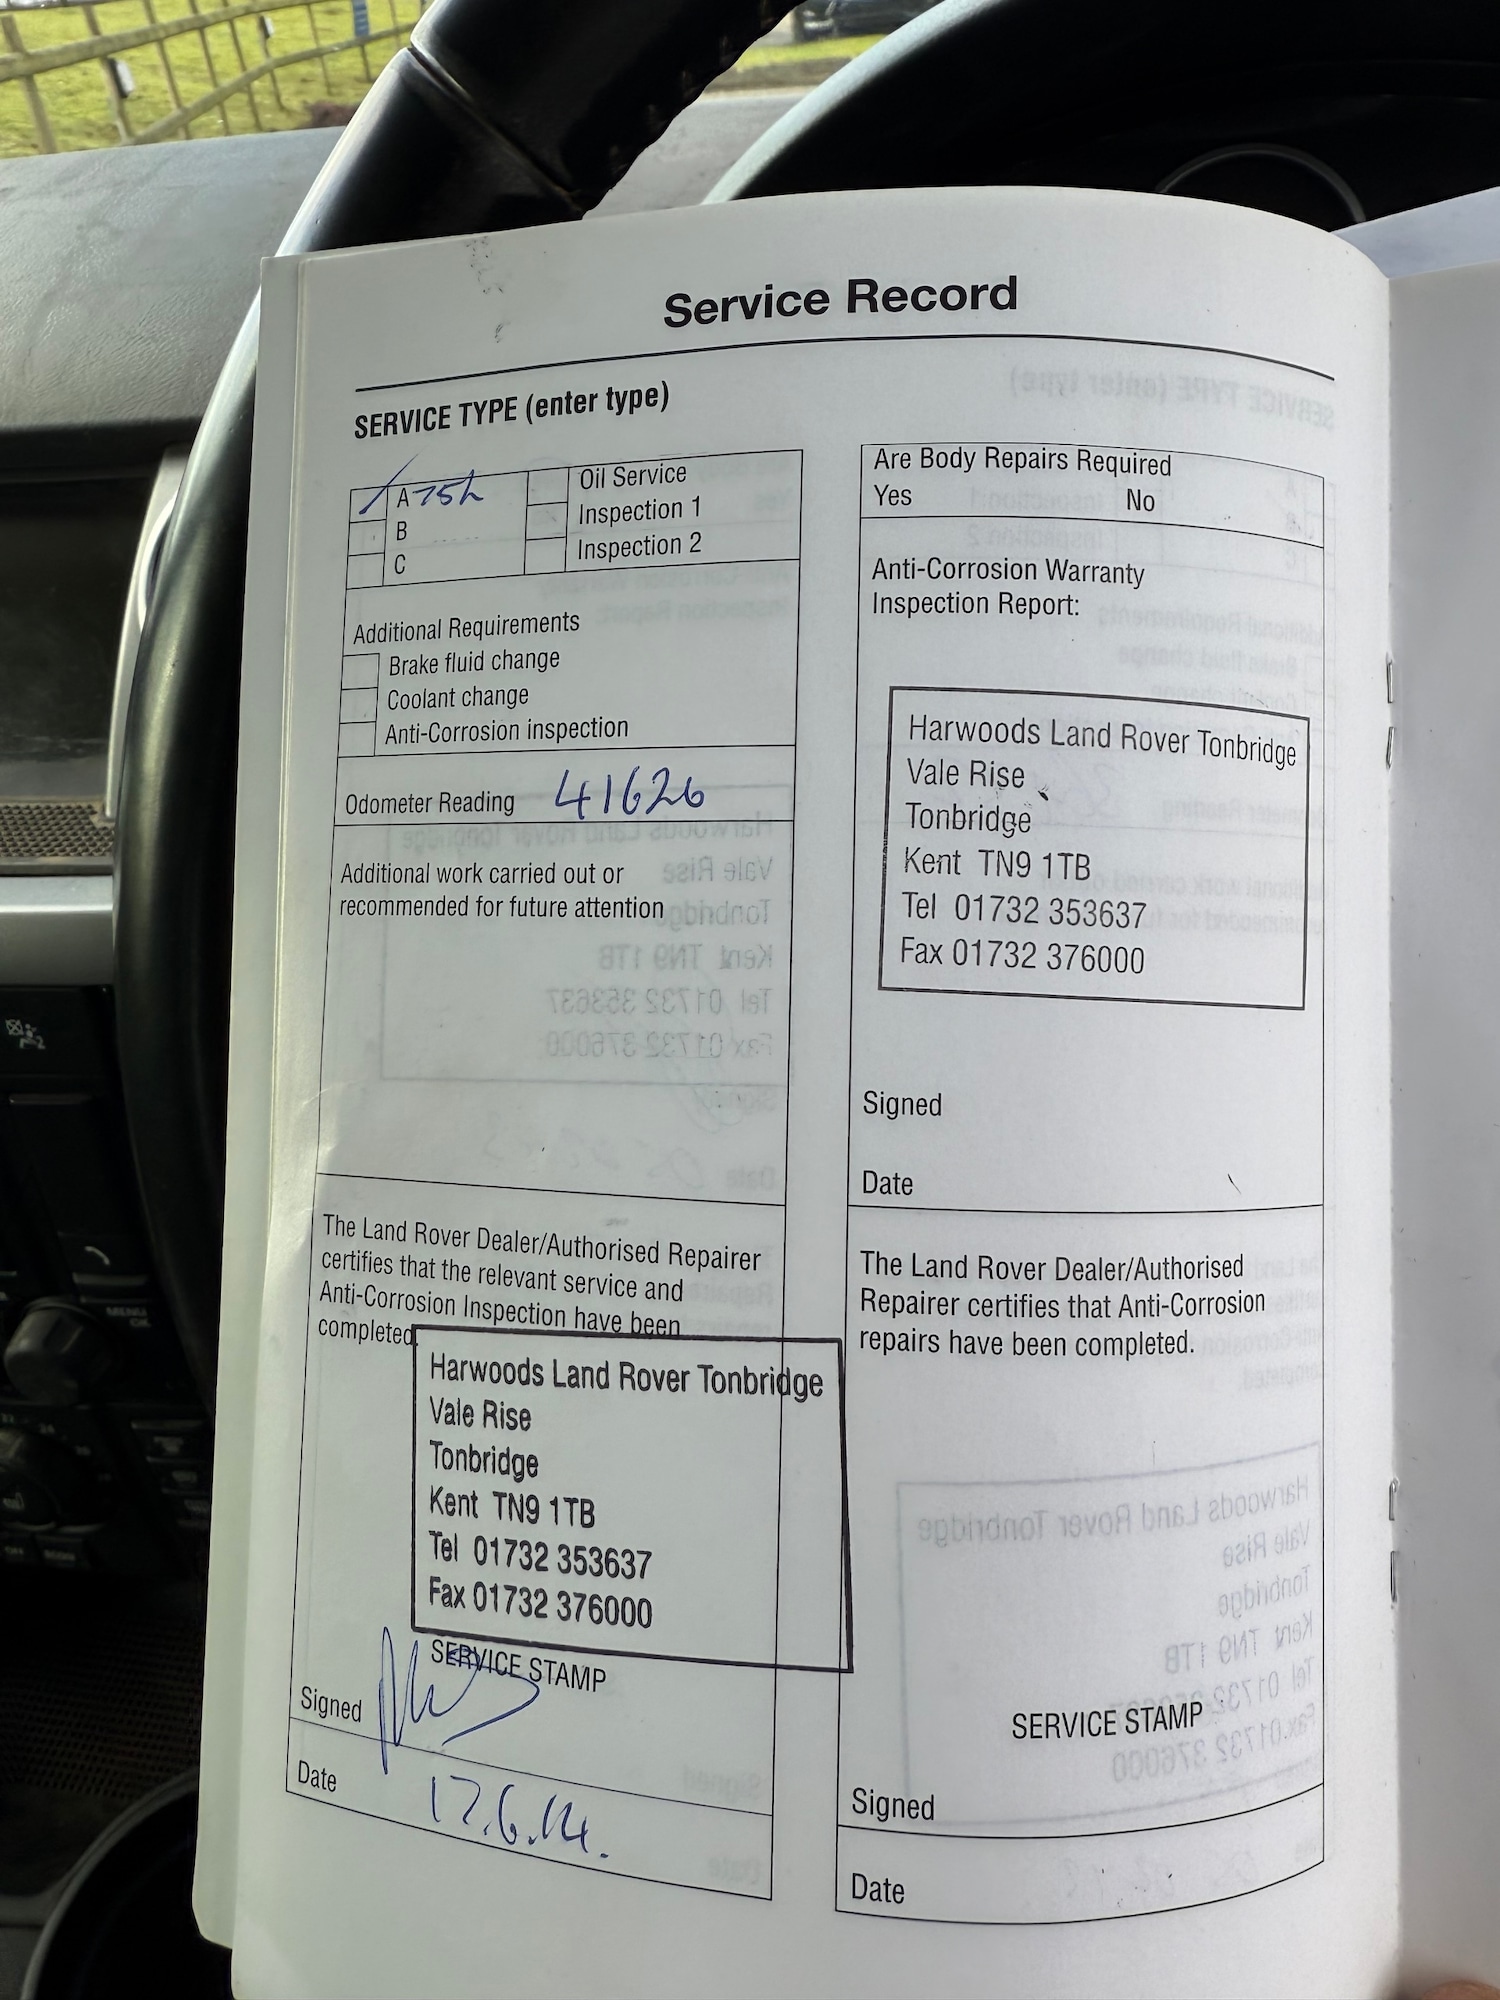 Service Record
SERVICE TYPE (enter type)
A 75h
B
C
Oil Service
Inspection 1
Inspection 2
Additional Requirements
Brake fluid change
Coolant change
Anti-Corrosion inspection
Odometer Reading 41626
Additional work carried out or
recommended for future attention
The Land Rover Dealer/Authorised Repairer
certifies that the relevant service and
Anti-Corrosion Inspection have been
completed
Harwoods Land Rover Tonbridge
Vale Rise
Tonbridge
Kent TN9 1TB
Tel 01732 353637
Fax 01732 376000
SERVICE STAMP
Signed
Date 17.6.14.
Are Body Repairs Required
Yes No
Anti-Corrosion Warranty
Inspection Report:
Harwoods Land Rover Tonbridge
Vale Rise
Tonbridge
Kent TN9 1TB
Tel 01732 353637
Fax 01732 376000
Signed
Date
The Land Rover Dealer/Authorised
Repairer certifies that Anti-Corrosion
repairs have been completed.
SERVICE STAMP
Signed
Date